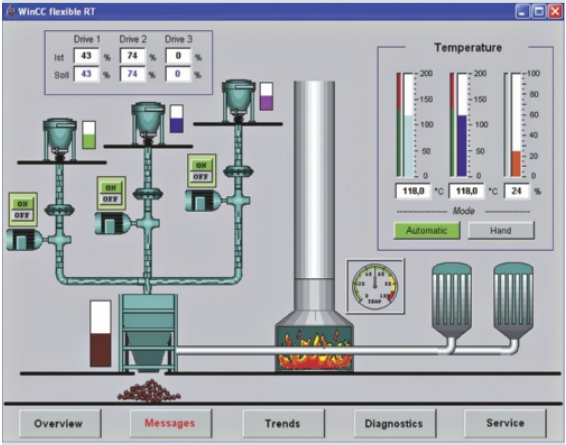 WinCC flexible RT
Drive 1 Drive 2 Drive 3
Ist 43 % 74 % 0 %
Soll 43 % 74 % 0 %
Temperature
200 200 100
150 150 80
60
100 100
40
50 50
20
0 0 0
118,0 °C 118,0 °C 24 %
Mode
Automatic Hand
ON
OFF
ON
OFF
ON
OFF
Overview Messages Trends Diagnostics Service